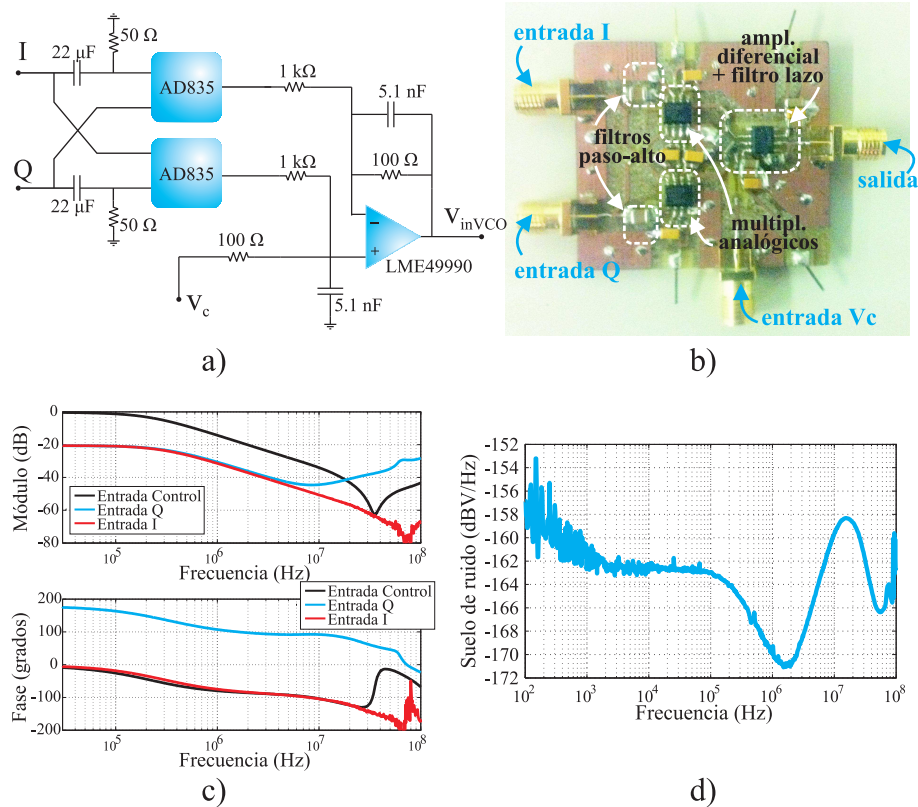 I
22 µF
50 Ω
AD835
1 kΩ
5.1 nF
100 Ω
Q
22 µF
50 Ω
AD835
1 kΩ
100 Ω
Vc
−
+
LME49990
VinVCO
5.1 nF
a)
entrada I
ampl.
diferencial
+ filtro lazo
filtros
paso-alto
salida
multipl.
analógicos
entrada Q
entrada Vc
b)
Módulo (dB)
0
-20
-40
-60
-80
Entrada Control
Entrada Q
Entrada I
10^5
10^6
10^7
10^8
Frecuencia (Hz)
Fase (grados)
200
100
0
-100
-200
Entrada Control
Entrada Q
Entrada I
10^5
10^6
10^7
10^8
Frecuencia (Hz)
c)
Suelo de ruido (dBV/Hz)
-152
-154
-156
-158
-160
-162
-164
-166
-168
-170
-172
10^2
10^3
10^4
10^5
10^6
10^7
10^8
Frecuencia (Hz)
d)